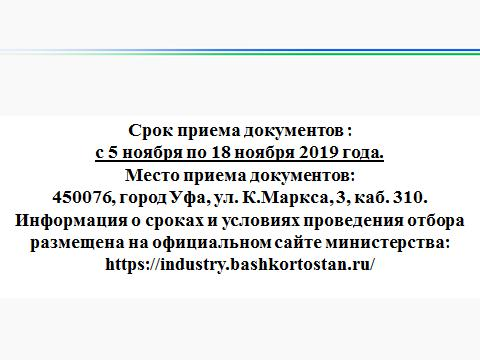 Срок приема документов :
с 5 ноября по 18 ноября 2019 года.
Место приема документов:
450076, город Уфа, ул. К.Маркса, 3, каб. 310.
Информация о сроках и условиях проведения отбора
размещена на официальном сайте министерства:
https://industry.bashkortostan.ru/